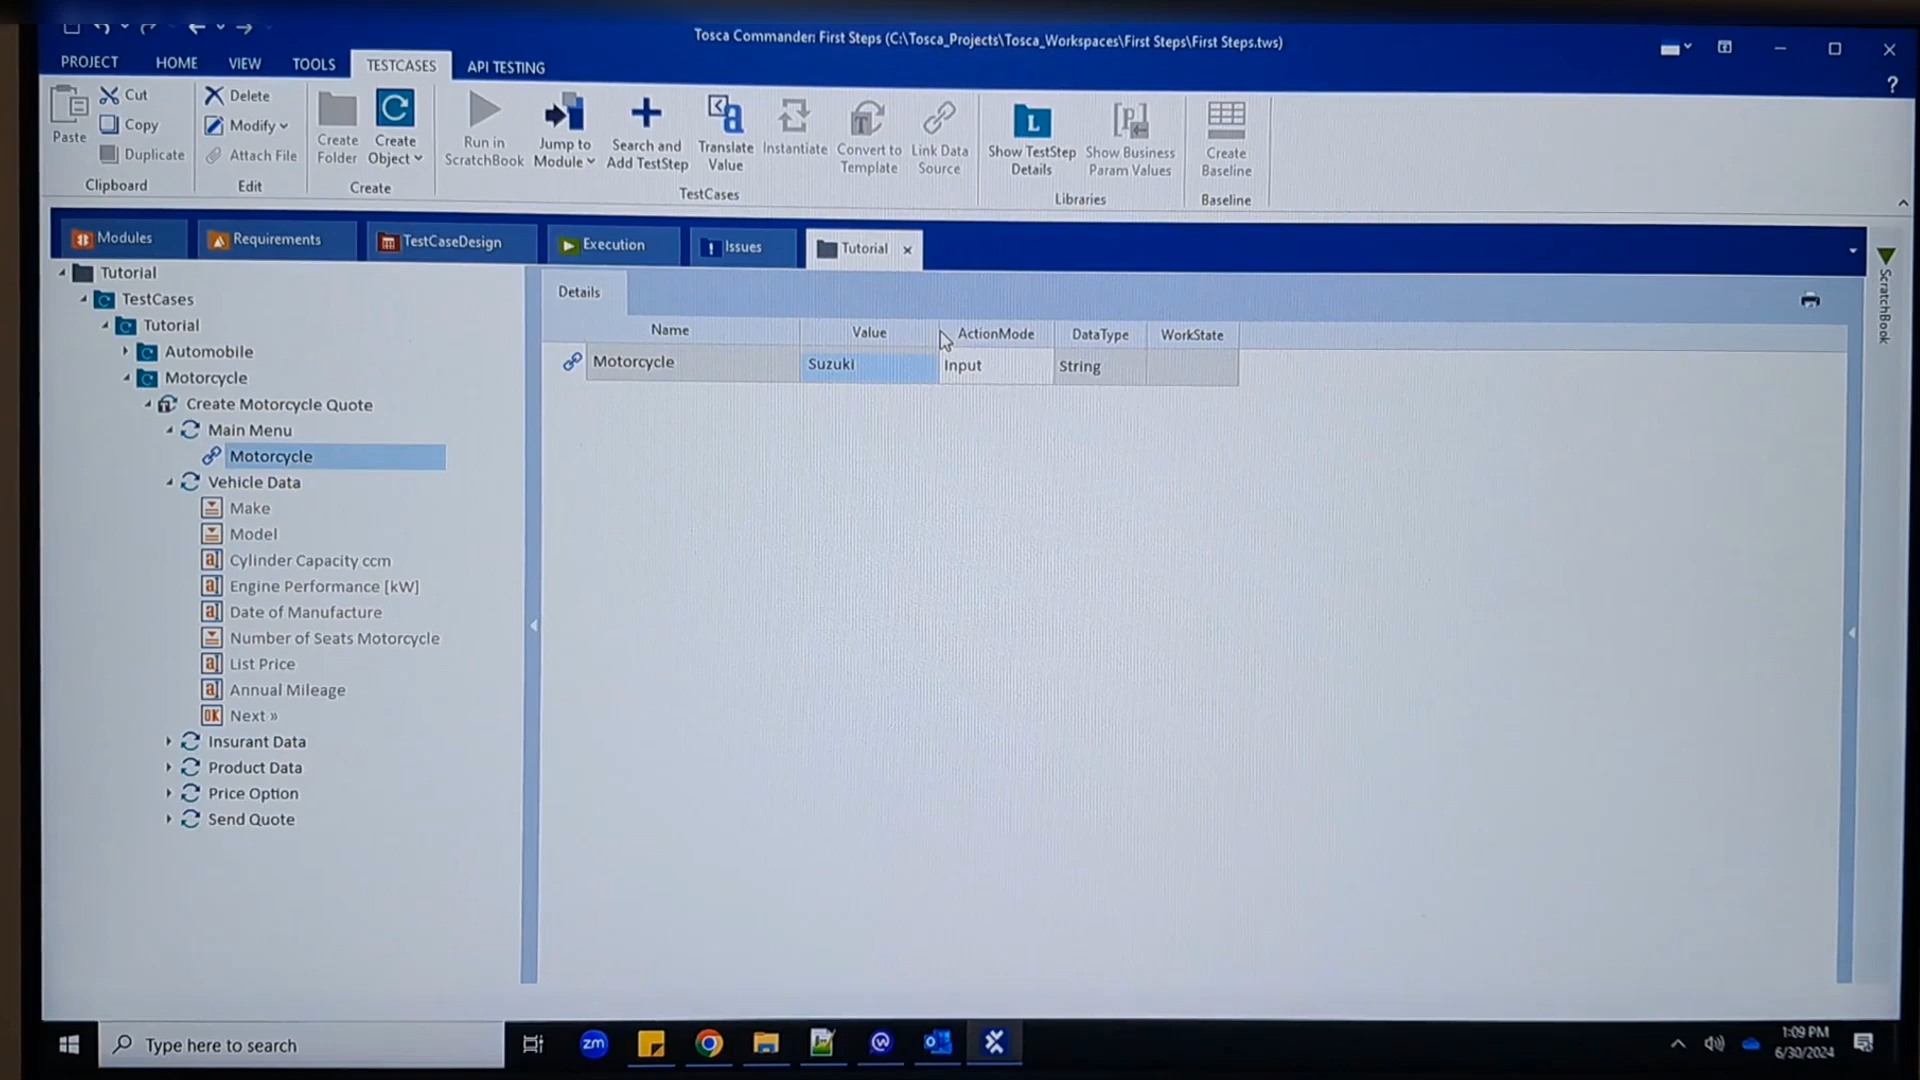 Tosca Commander: First Steps (C:\Tosca_Projects\Tosca_Workspaces\First Steps\First Steps.tws)
PROJECT HOME VIEW TOOLS TESTCASES API TESTING
?
Paste
Cut
Copy
Duplicate
Clipboard
Delete
Modify
Attach File
Edit
Create
Folder
Create
Object
Create
Run in
ScratchBook
Jump to
Module
Search and
Add TestStep
Translate
Value
Instantiate
Convert to
Template
Link Data
Source
TestCases
Show TestStep
Details
Show Business
Param Values
Libraries
Create
Baseline
Baseline
Modules Requirements TestCaseDesign Execution Issues Tutorial
ScratchBook
Tutorial
TestCases
Tutorial
Automobile
Motorcycle
Create Motorcycle Quote
Main Menu
Motorcycle
Vehicle Data
Make
Model
Cylinder Capacity ccm
Engine Performance [kW]
Date of Manufacture
Number of Seats Motorcycle
List Price
Annual Mileage
OK Next »
Insurant Data
Product Data
Price Option
Send Quote
Details
Name Value ActionMode DataType WorkState
Motorcycle Suzuki Input String
Type here to search
zm
1:09 PM
6/30/2024